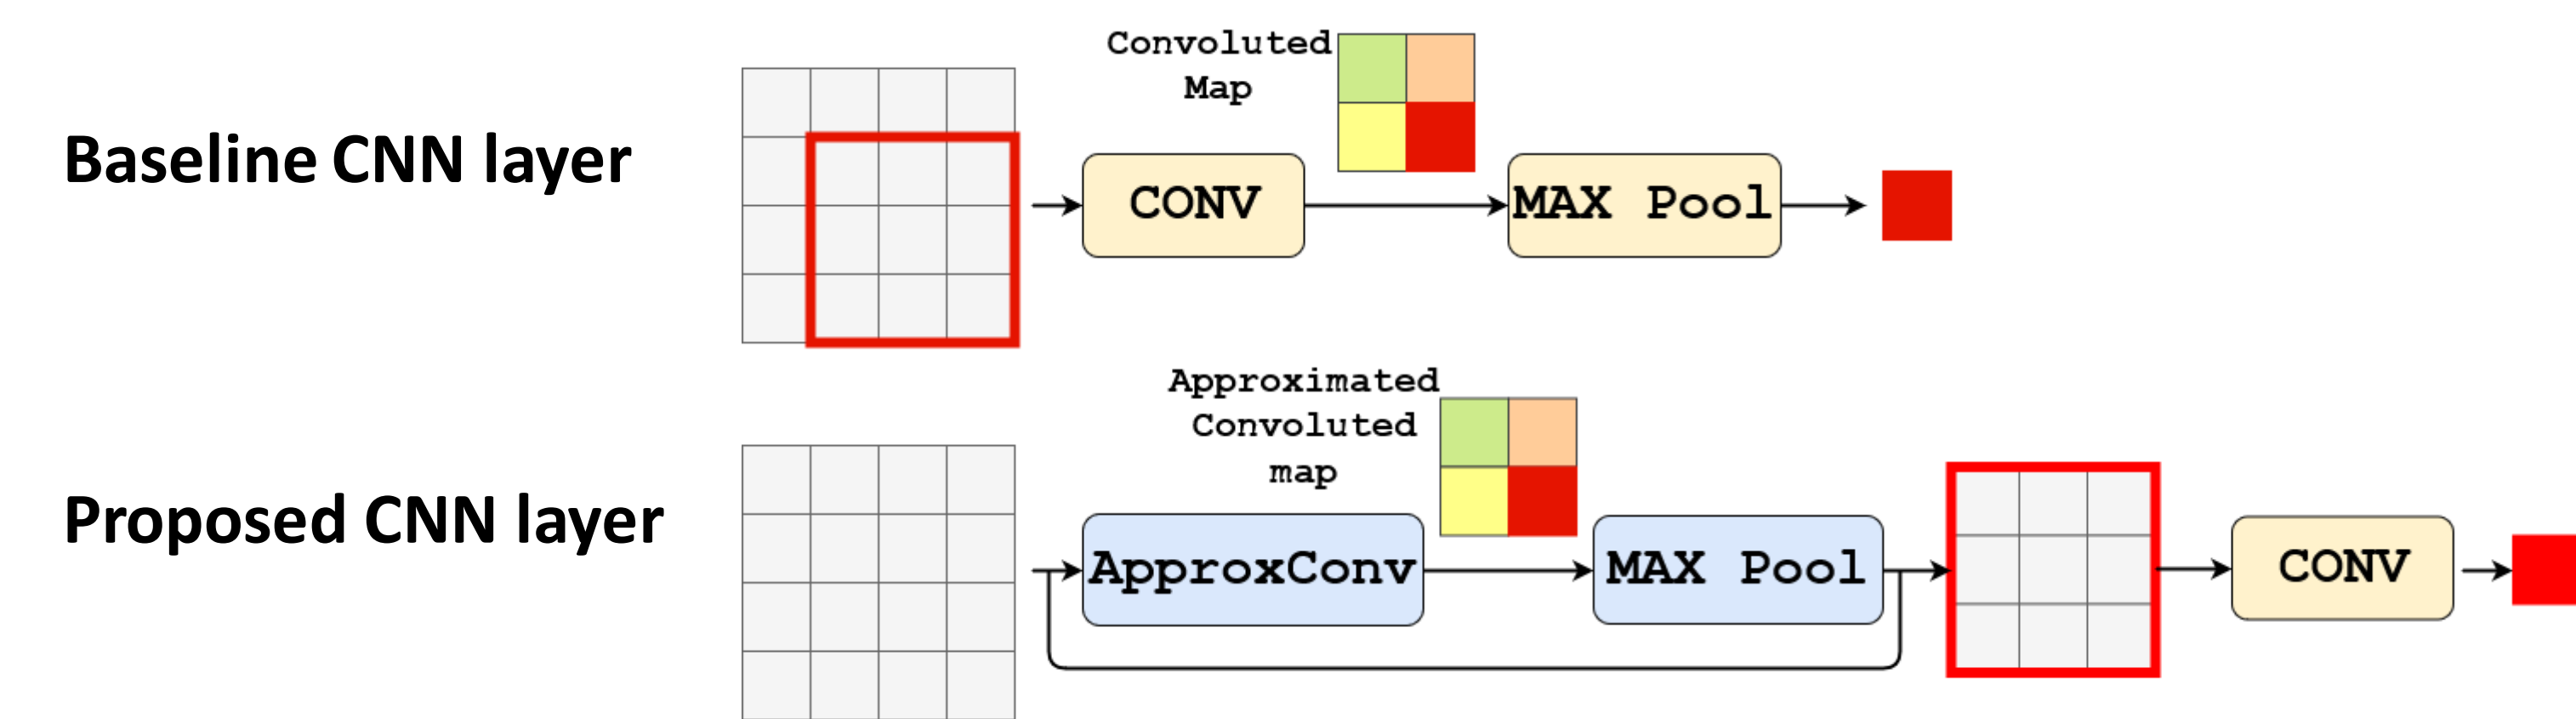 Baseline CNN layer
Convoluted
Map
CONV
MAX Pool
Proposed CNN layer
Approximated
Convoluted
map
ApproxConv
MAX Pool
CONV